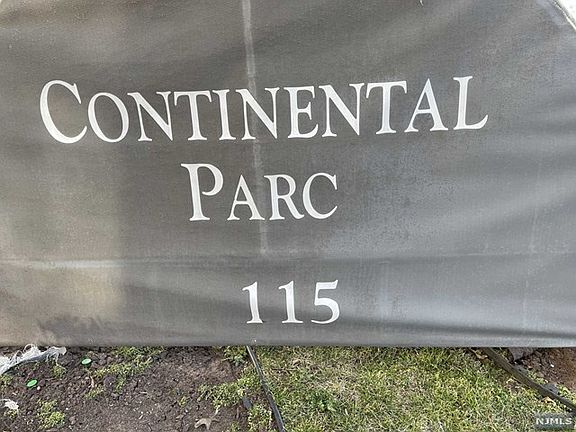 CONTINENTAL
PARC
115
NJMLS